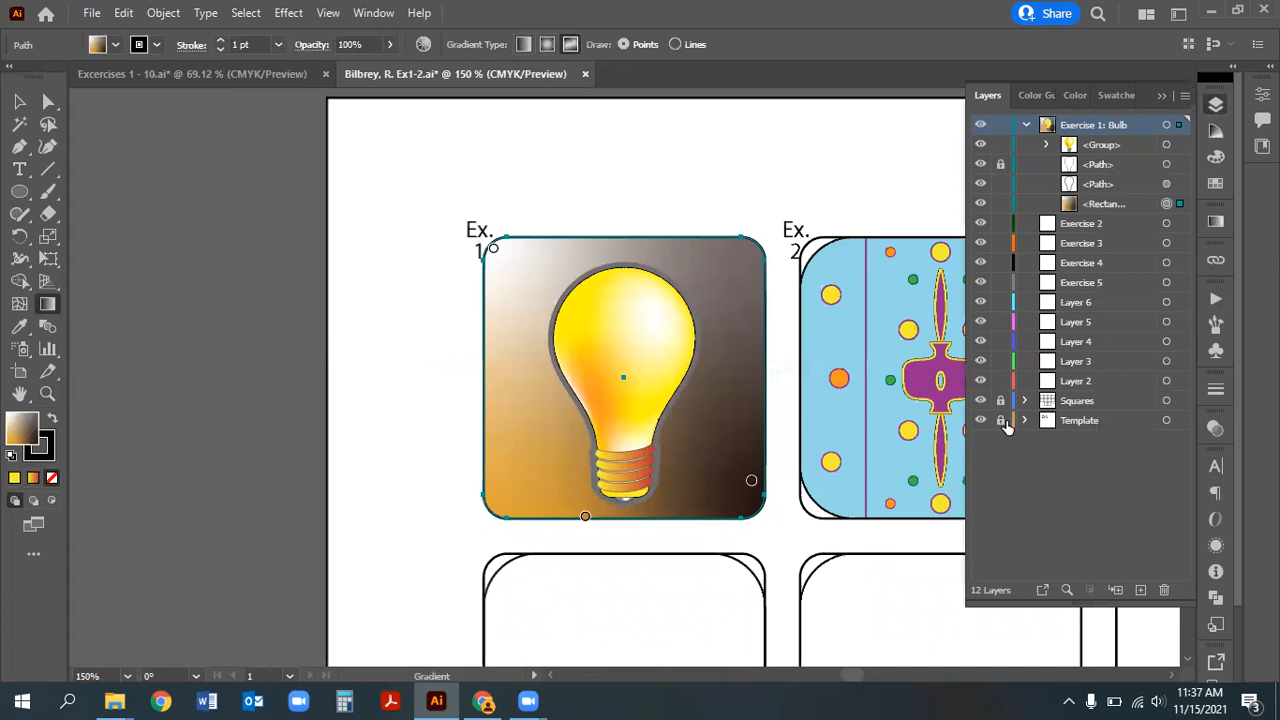 Ai File Edit Object Type Select Effect View Window Help Share
Path Stroke: 1 pt Opacity: 100% Gradient Type: Draw: Points Lines
Excercises 1 - 10.ai* @ 69.12 % (CMYK/Preview) × Bilbrey, R. Ex1-2.ai* @ 150 % (CMYK/Preview) ×
Layers Color Gu Color Swatche
Exercise 1: Bulb
<Group>
<Path>
<Path>
<Rectan...
Exercise 2
Exercise 3
Exercise 4
Exercise 5
Layer 6
Layer 5
Layer 4
Layer 3
Layer 2
Squares
Template
12 Layers
Ex.
1
Ex.
2
150% 0° 1 Gradient
11:37 AM
11/15/2021
3